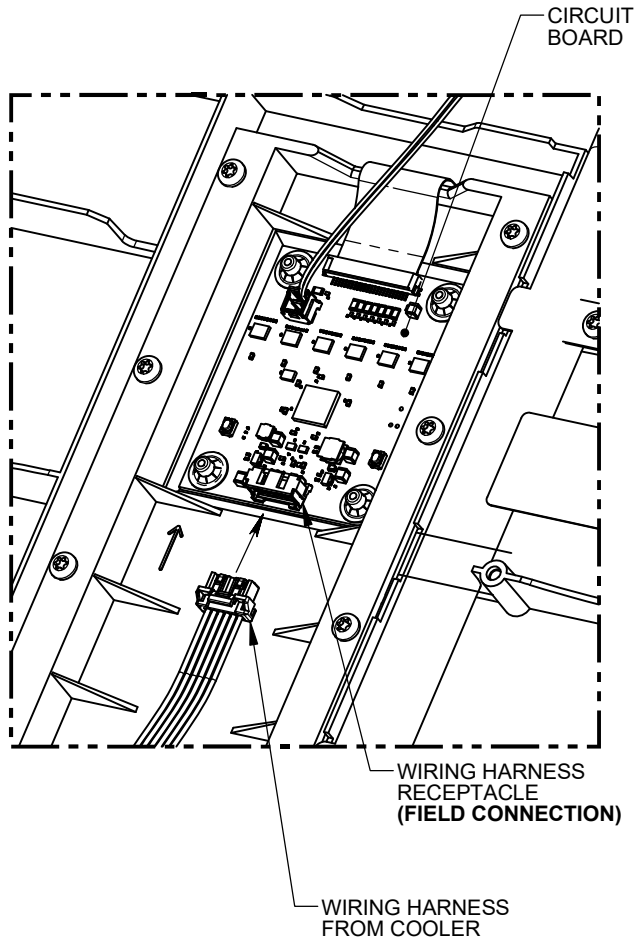 CIRCUIT
BOARD
WIRING HARNESS
RECEPTACLE
(FIELD CONNECTION)
WIRING HARNESS
FROM COOLER